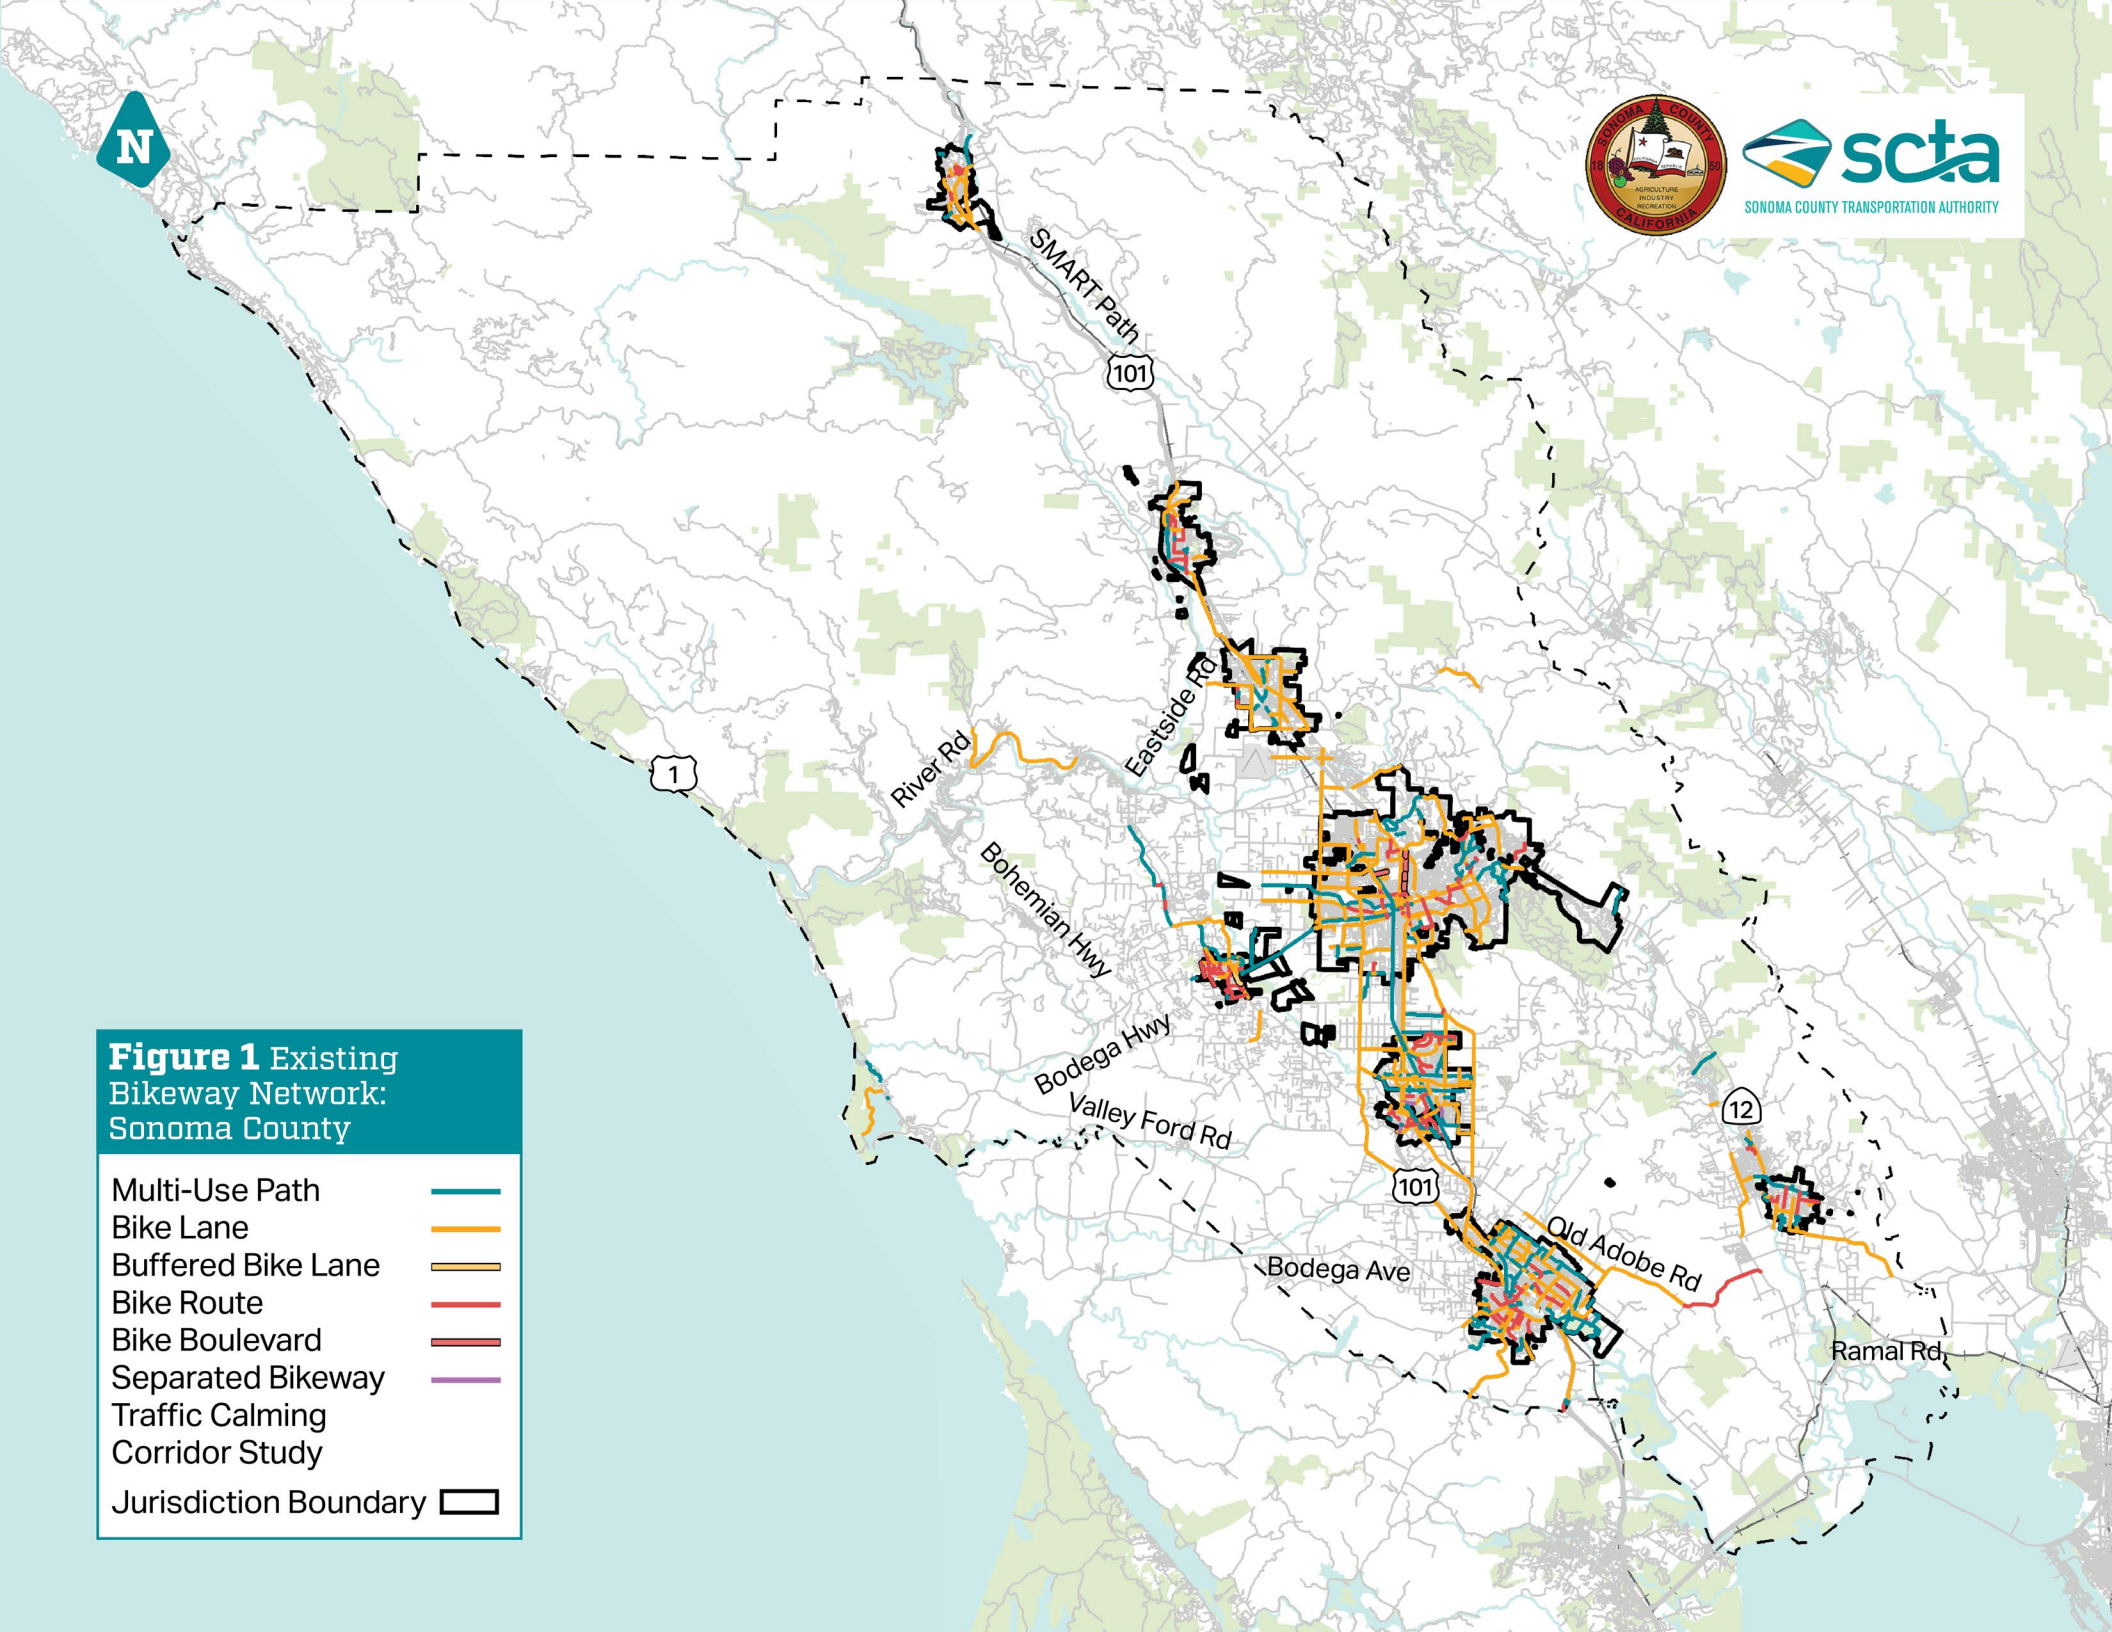 N
SONOMA COUNTY
18 50
AGRICULTURE
INDUSTRY
RECREATION
CALIFORNIA
scta
SONOMA COUNTY TRANSPORTATION AUTHORITY
SMART Path
101
Eastside Rd
River Rd
1
Bohemian Hwy
Bodega Hwy
Valley Ford Rd
12
101
Old Adobe Rd
Bodega Ave
Ramal Rd
Figure 1 Existing
Bikeway Network:
Sonoma County
Multi-Use Path
Bike Lane
Buffered Bike Lane
Bike Route
Bike Boulevard
Separated Bikeway
Traffic Calming
Corridor Study
Jurisdiction Boundary